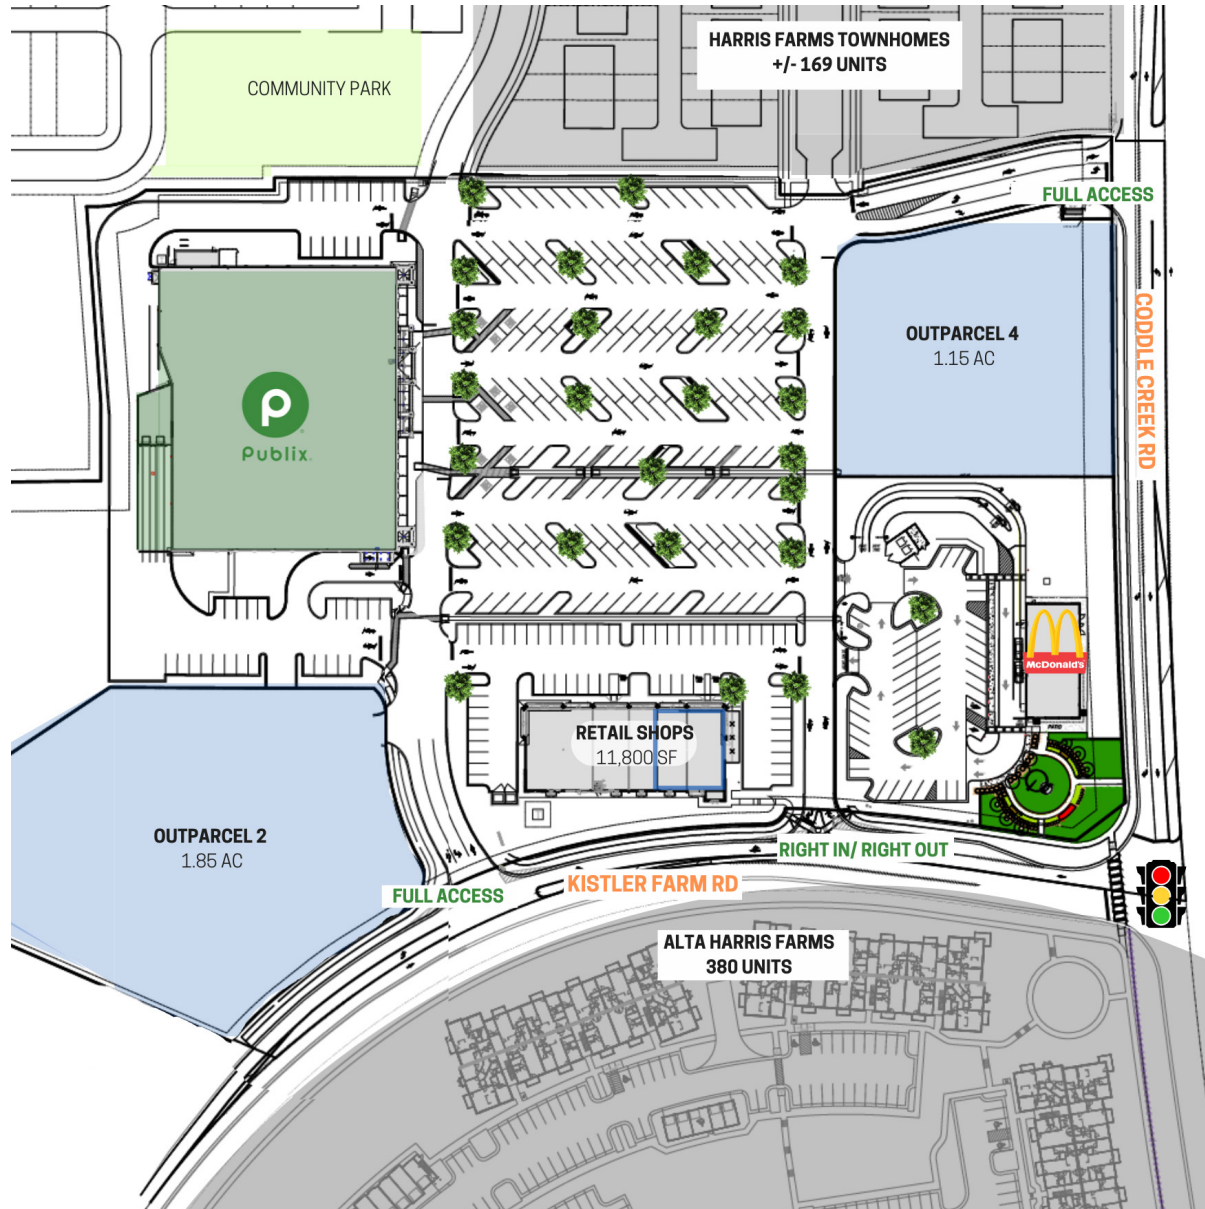 HARRIS FARMS TOWNHOMES
+/- 169 UNITS
COMMUNITY PARK
FULL ACCESS
OUTPARCEL 4
1.15 AC
CODDLE CREEK RD
Publix.
McDonald's
RETAIL SHOPS
11,800 SF
OUTPARCEL 2
1.85 AC
RIGHT IN/ RIGHT OUT
FULL ACCESS
KISTLER FARM RD
ALTA HARRIS FARMS
380 UNITS